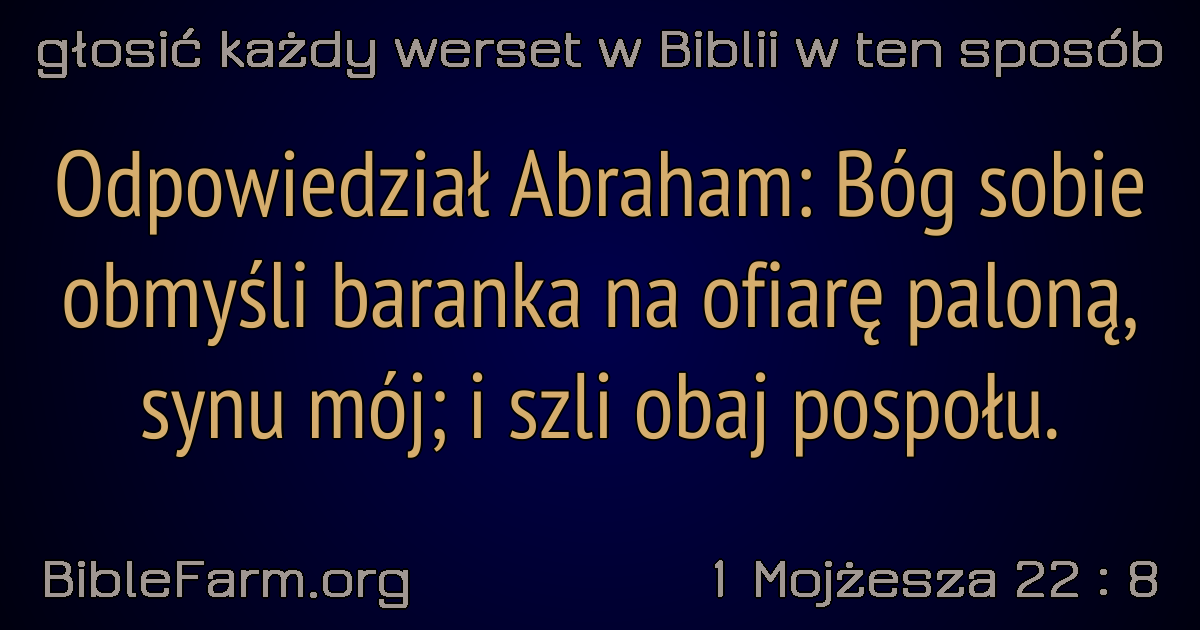 głosić każdy werset w Biblii w ten sposób
Odpowiedział Abraham: Bóg sobie
obmyśli baranka na ofiarę paloną,
synu mój; i szli obaj pospołu.
BibleFarm.org
1 Mojżesza 22 : 8